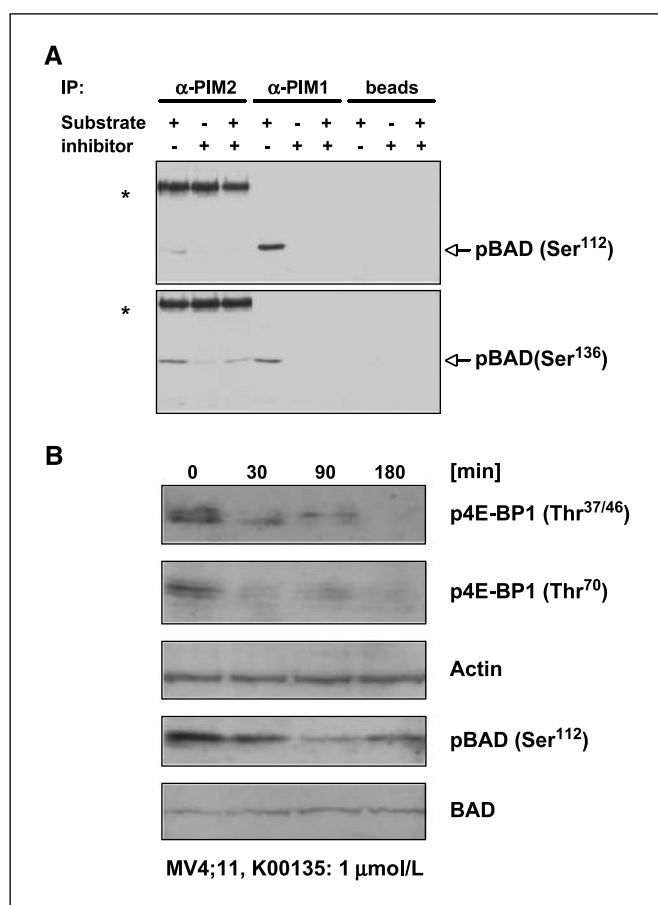 A
IP: α-PIM2 α-PIM1 beads
Substrate + - + + - + + - +
inhibitor - + + - + + - + +
*
pBAD (Ser112)
*
pBAD(Ser136)
B
0 30 90 180 [min]
p4E-BP1 (Thr37/46)
p4E-BP1 (Thr70)
Actin
pBAD (Ser112)
BAD
MV4;11, K00135: 1 μmol/L